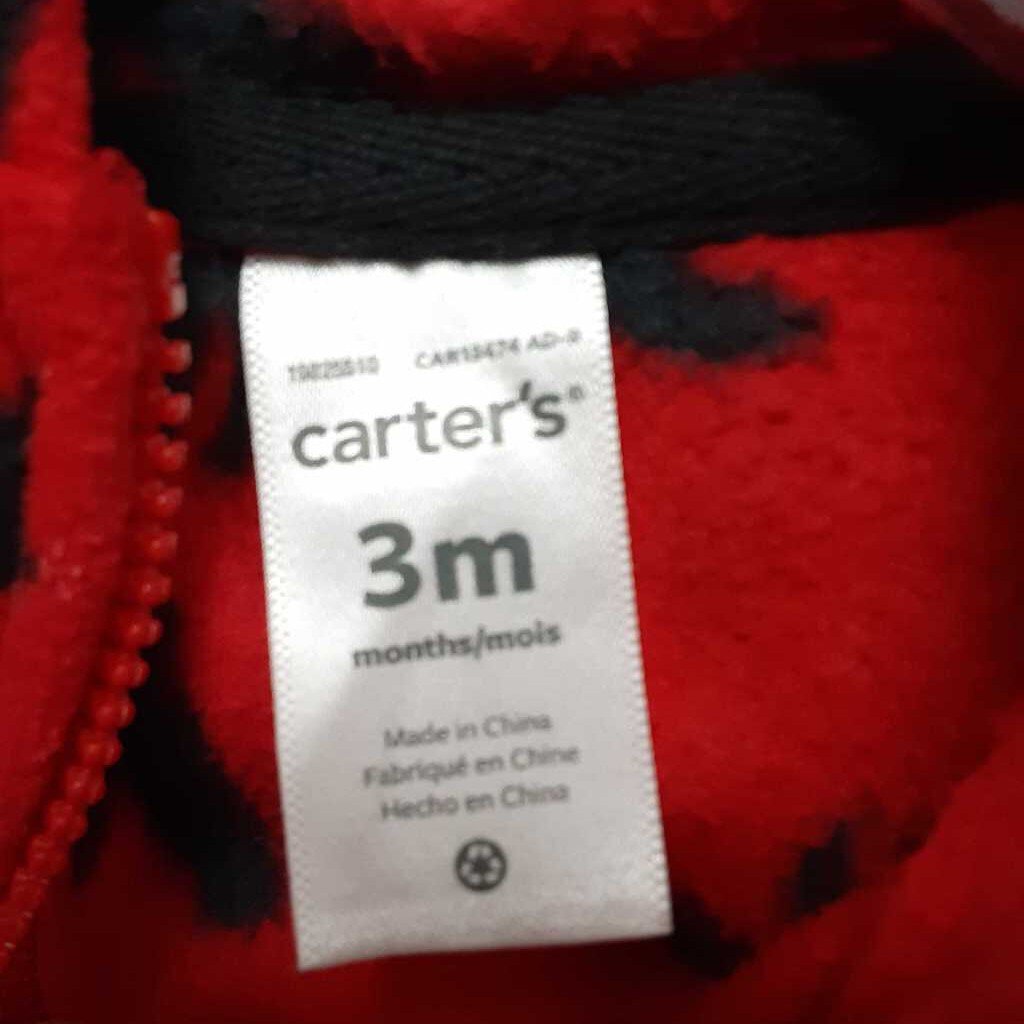 carter's®
3m
months/mois
Made in China
Fabriqué en Chine
Hecho en China